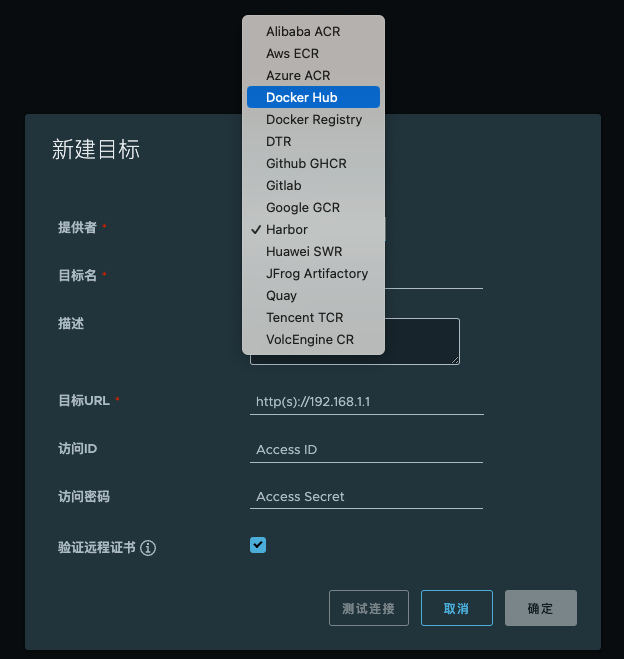 Alibaba ACR
Aws ECR
Azure ACR
Docker Hub
Docker Registry
DTR
Github GHCR
Gitlab
Google GCR
Harbor
Huawei SWR
JFrog Artifactory
Quay
Tencent TCR
VolcEngine CR
新建目标
提供者 *
目标名 *
描述
目标URL *
http(s)://192.168.1.1
访问ID
Access ID
访问密码
Access Secret
验证远程证书
测试连接
取消
确定